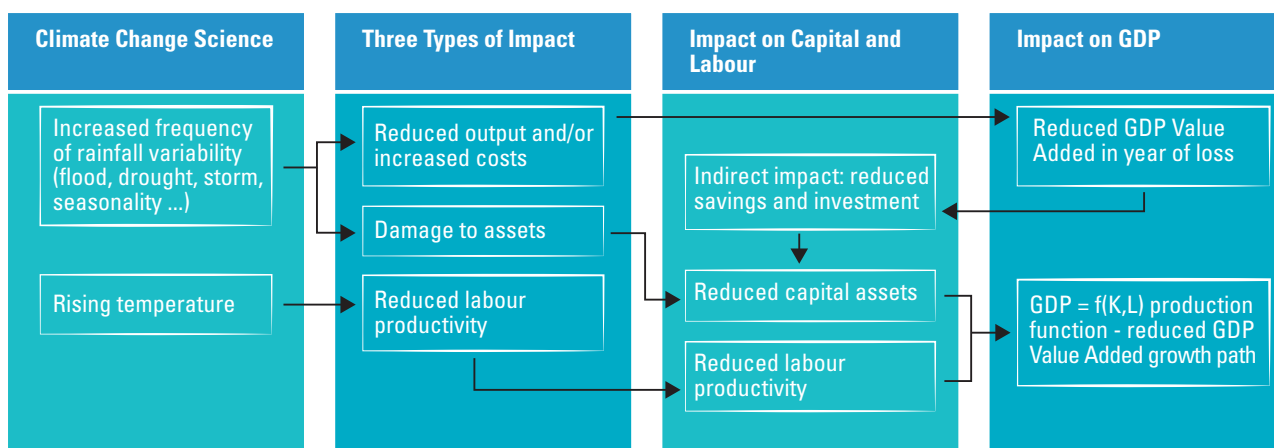 Climate Change Science
Three Types of Impact
Impact on Capital and
Labour
Impact on GDP
Increased frequency
of rainfall variability
(flood, drought, storm,
seasonality ...)
Rising temperature
Reduced output and/or
increased costs
Damage to assets
Reduced labour
productivity
Indirect impact: reduced
savings and investment
Reduced capital assets
Reduced labour
productivity
Reduced GDP Value
Added in year of loss
GDP = f(K,L) production
function - reduced GDP
Value Added growth path